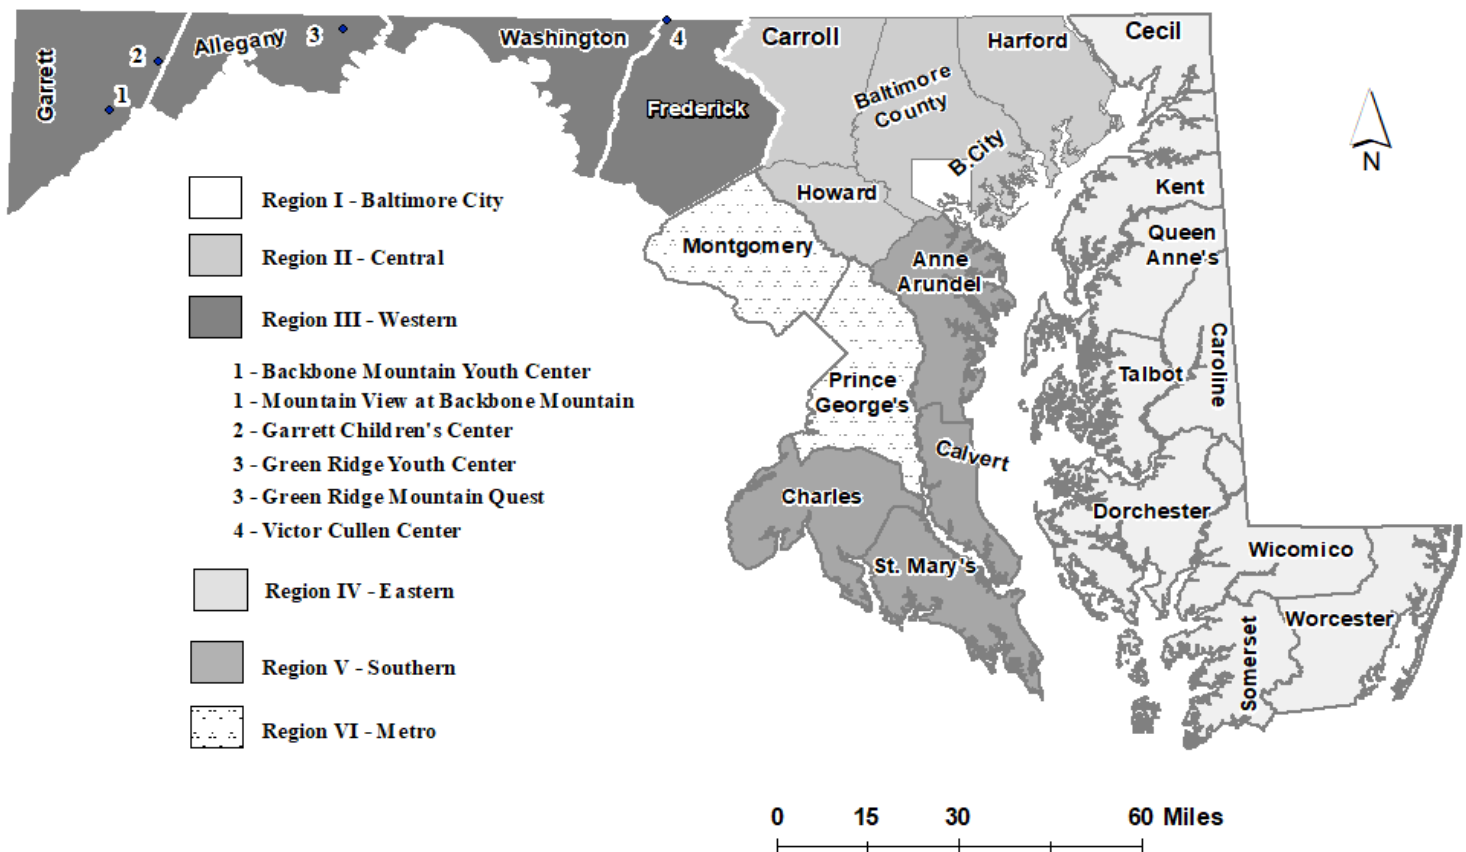 Garrett
1
2
Allegany
3
Washington
4
Frederick
Carroll
Baltimore
County
Harford
Cecil
B.City
Howard
Montgomery
Anne
Arundel
Prince
George's
Kent
Queen
Anne's
Caroline
Talbot
Calvert
Charles
St. Mary's
Dorchester
Wicomico
Worcester
Somerset
N
Region I - Baltimore City
Region II - Central
Region III - Western
1 - Backbone Mountain Youth Center
1 - Mountain View at Backbone Mountain
2 - Garrett Children's Center
3 - Green Ridge Youth Center
3 - Green Ridge Mountain Quest
4 - Victor Cullen Center
Region IV - Eastern
Region V - Southern
Region VI - Metro
0 15 30 60 Miles